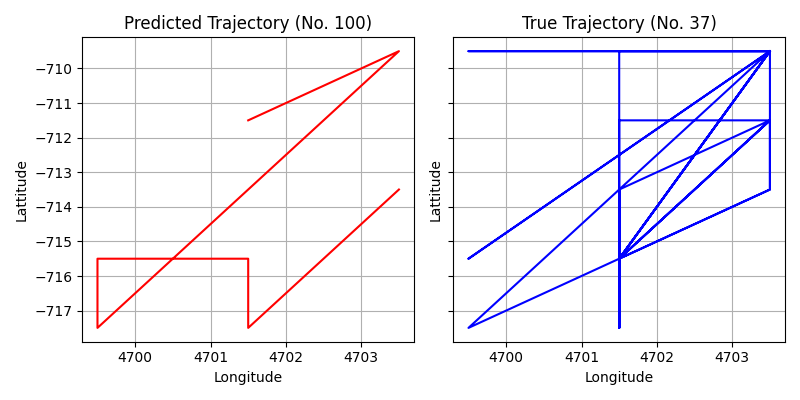 Predicted Trajectory (No. 100)
True Trajectory (No. 37)
−710
−711
−712
−713
−714
−715
−716
−717
Lattitude
Lattitude
4700
4701
4702
4703
4700
4701
4702
4703
Longitude
Longitude